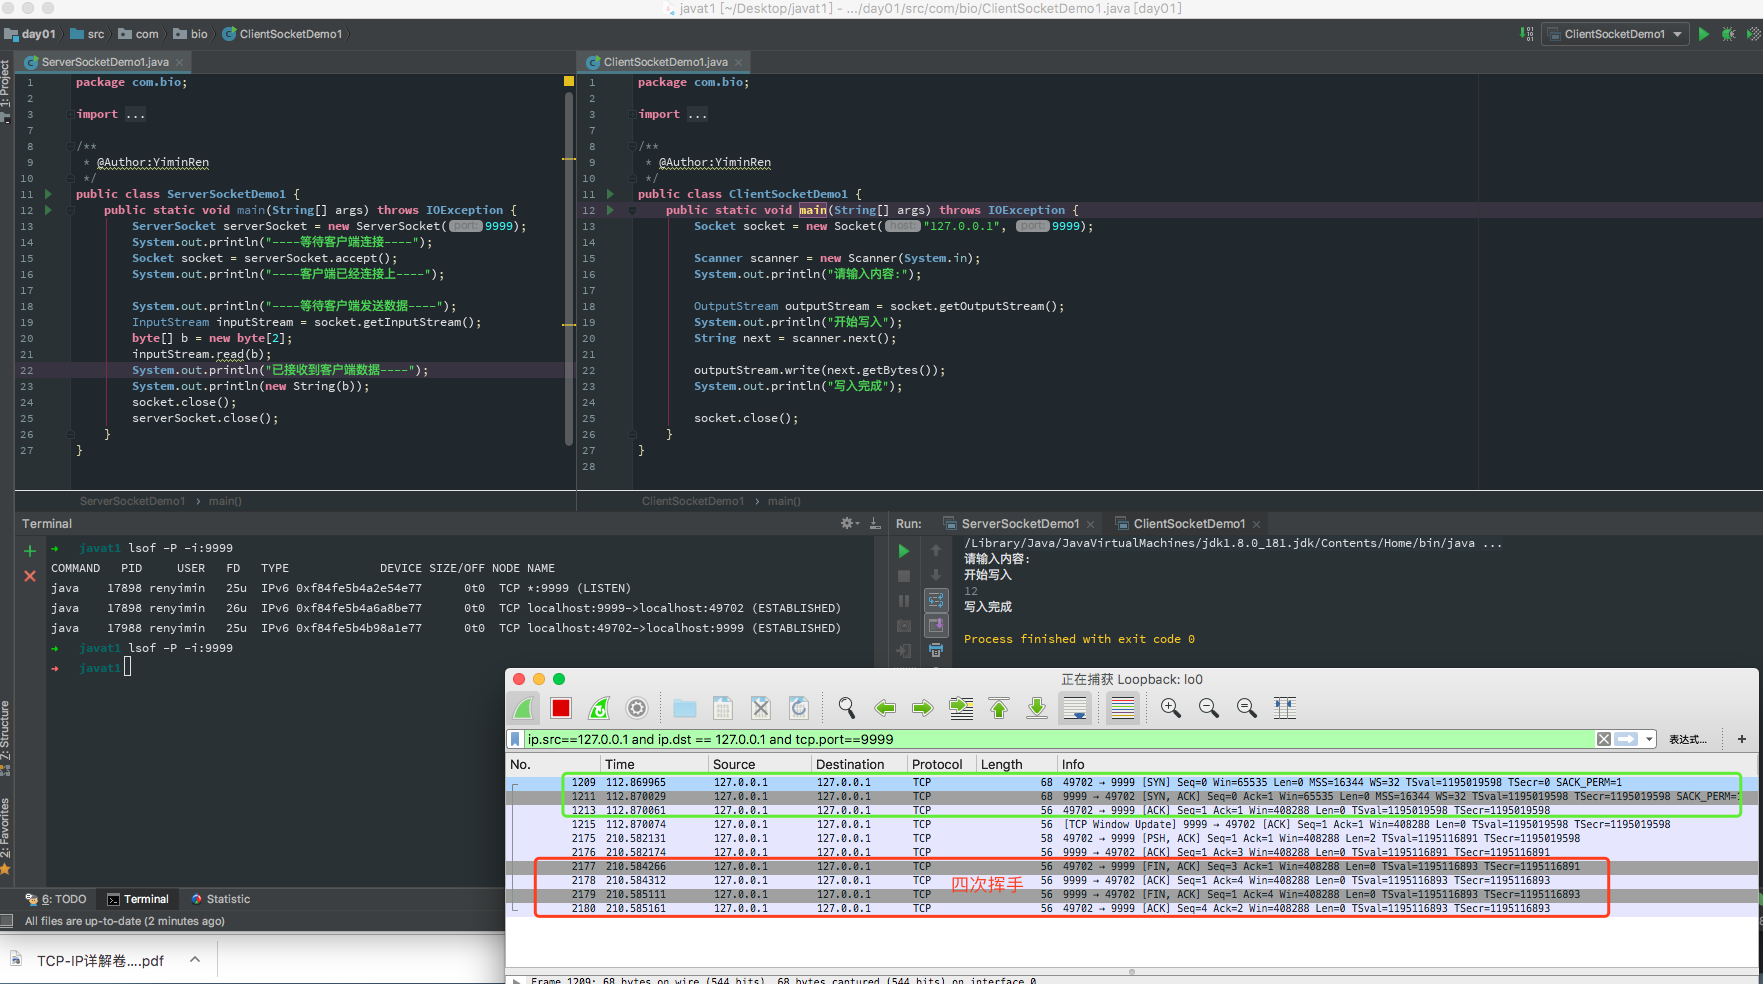 javat1 [~/Desktop/javat1] - .../day01/src/com/bio/ClientSocketDemo1.java [day01]
day01 src com bio ClientSocketDemo1
ClientSocketDemo1
ServerSocketDemo1.java
ClientSocketDemo1.java
1: Project
1 package com.bio;
2
3 import ...
7
8 /**
9 * @Author:YiminRen
10 */
11 public class ServerSocketDemo1 {
12 public static void main(String[] args) throws IOException {
13 ServerSocket serverSocket = new ServerSocket( port: 9999);
14 System.out.println("----等待客户端连接----");
15 Socket socket = serverSocket.accept();
16 System.out.println("----客户端已经连接上----");
17
18 System.out.println("----等待客户端发送数据----");
19 InputStream inputStream = socket.getInputStream();
20 byte[] b = new byte[2];
21 inputStream.read(b);
22 System.out.println("已接收到客户端数据----");
23 System.out.println(new String(b));
24 socket.close();
25 serverSocket.close();
26 }
27 }
ServerSocketDemo1 › main()
1 package com.bio;
2
3 import ...
7
8 /**
9 * @Author:YiminRen
10 */
11 public class ClientSocketDemo1 {
12 public static void main(String[] args) throws IOException {
13 Socket socket = new Socket( host: "127.0.0.1", port: 9999);
14
15 Scanner scanner = new Scanner(System.in);
16 System.out.println("请输入内容:");
17
18 OutputStream outputStream = socket.getOutputStream();
19 System.out.println("开始写入");
20 String next = scanner.next();
21
22 outputStream.write(next.getBytes());
23 System.out.println("写入完成");
24
25 socket.close();
26 }
27 }
28
ClientSocketDemo1 › main()
Terminal
javat1 lsof -P -i:9999
COMMAND PID USER FD TYPE DEVICE SIZE/OFF NODE NAME
java 17898 renyimin 25u IPv6 0xf84fe5b4a2e54e77 0t0 TCP *:9999 (LISTEN)
java 17898 renyimin 26u IPv6 0xf84fe5b4a6a8be77 0t0 TCP localhost:9999->localhost:49702 (ESTABLISHED)
java 17988 renyimin 25u IPv6 0xf84fe5b4b98a1e77 0t0 TCP localhost:49702->localhost:9999 (ESTABLISHED)
javat1 lsof -P -i:9999
javat1
Run: ServerSocketDemo1 ClientSocketDemo1
/Library/Java/JavaVirtualMachines/jdk1.8.0_181.jdk/Contents/Home/bin/java ...
请输入内容:
开始写入
12
写入完成
Process finished with exit code 0
7: Structure
2: Favorites
6: TODO Terminal Statistic
All files are up-to-date (2 minutes ago)
TCP-IP详解卷....pdf
正在捕获 Loopback: lo0
ip.src==127.0.0.1 and ip.dst == 127.0.0.1 and tcp.port==9999
表达式... +
No. Time Source Destination Protocol Length Info
1209 112.869965 127.0.0.1 127.0.0.1 TCP 68 49702 → 9999 [SYN] Seq=0 Win=65535 Len=0 MSS=16344 WS=32 TSval=1195019598 TSecr=0 SACK_PERM=1
1211 112.870029 127.0.0.1 127.0.0.1 TCP 68 9999 → 49702 [SYN, ACK] Seq=0 Ack=1 Win=65535 Len=0 MSS=16344 WS=32 TSval=1195019598 TSecr=1195019598 SACK_PERM=1
1213 112.870061 127.0.0.1 127.0.0.1 TCP 56 49702 → 9999 [ACK] Seq=1 Ack=1 Win=408288 Len=0 TSval=1195019598 TSecr=1195019598
1215 112.870074 127.0.0.1 127.0.0.1 TCP 56 [TCP Window Update] 9999 → 49702 [ACK] Seq=1 Ack=1 Win=408288 Len=0 TSval=1195019598 TSecr=1195019598
2175 210.582131 127.0.0.1 127.0.0.1 TCP 58 49702 → 9999 [PSH, ACK] Seq=1 Ack=1 Win=408288 Len=2 TSval=1195116891 TSecr=1195019598
2176 210.582174 127.0.0.1 127.0.0.1 TCP 56 9999 → 49702 [ACK] Seq=1 Ack=3 Win=408288 Len=0 TSval=1195116891 TSecr=1195116891
2177 210.584266 127.0.0.1 127.0.0.1 TCP 56 49702 → 9999 [FIN, ACK] Seq=3 Ack=1 Win=408288 Len=0 TSval=1195116893 TSecr=1195116891
2178 210.584312 127.0.0.1 127.0.0.1 TCP 56 9999 → 49702 [ACK] Seq=1 Ack=4 Win=408288 Len=0 TSval=1195116893 TSecr=1195116893
2179 210.585111 127.0.0.1 127.0.0.1 TCP 56 9999 → 49702 [FIN, ACK] Seq=1 Ack=4 Win=408288 Len=0 TSval=1195116893 TSecr=1195116893
2180 210.585161 127.0.0.1 127.0.0.1 TCP 56 49702 → 9999 [ACK] Seq=4 Ack=2 Win=408288 Len=0 TSval=1195116893 TSecr=1195116893
四次挥手
Frame 1209: 68 bytes on wire (544 bits), 68 bytes captured (544 bits) on interface 0